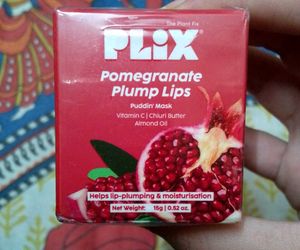 The Plant Fix
PLIX
Pomegranate
Plump Lips
Puddin' Mask
Vitamin C | Chiuri Butter
Almond Oil
Helps lip-plumping & moisturisation
Net Weight: 15g | 0.52 oz.